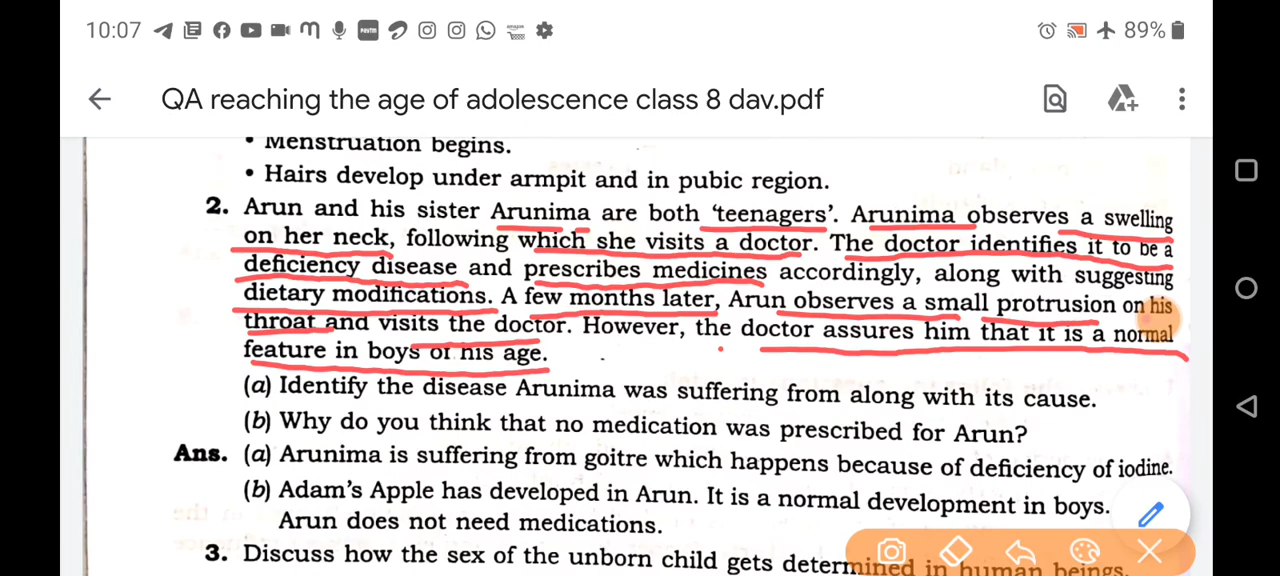 10:07
89%
QA reaching the age of adolescence class 8 dav.pdf
• Menstruation begins.
• Hairs develop under armpit and in pubic region.
2. Arun and his sister Arunima are both ‘teenagers’. Arunima observes a swelling
on her neck, following which she visits a doctor. The doctor identifies it to be a
deficiency disease and prescribes medicines accordingly, along with suggesting
dietary modifications. A few months later, Arun observes a small protrusion on his
throat and visits the doctor. However, the doctor assures him that it is a normal
feature in boys of his age.
(a) Identify the disease Arunima was suffering from along with its cause.
(b) Why do you think that no medication was prescribed for Arun?
Ans. (a) Arunima is suffering from goitre which happens because of deficiency of iodine.
(b) Adam’s Apple has developed in Arun. It is a normal development in boys.
Arun does not need medications.
3. Discuss how the sex of the unborn child gets determined in human beings.